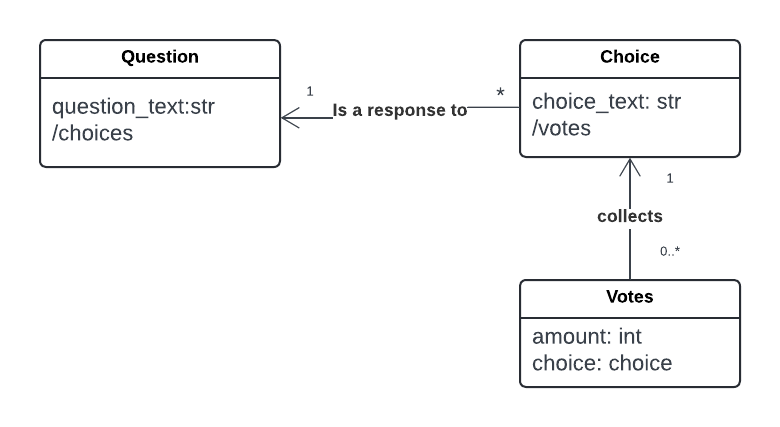 Question
question_text:str
/choices
1
Is a response to
*
Choice
choice_text: str
/votes
1
collects
0..*
Votes
amount: int
choice: choice